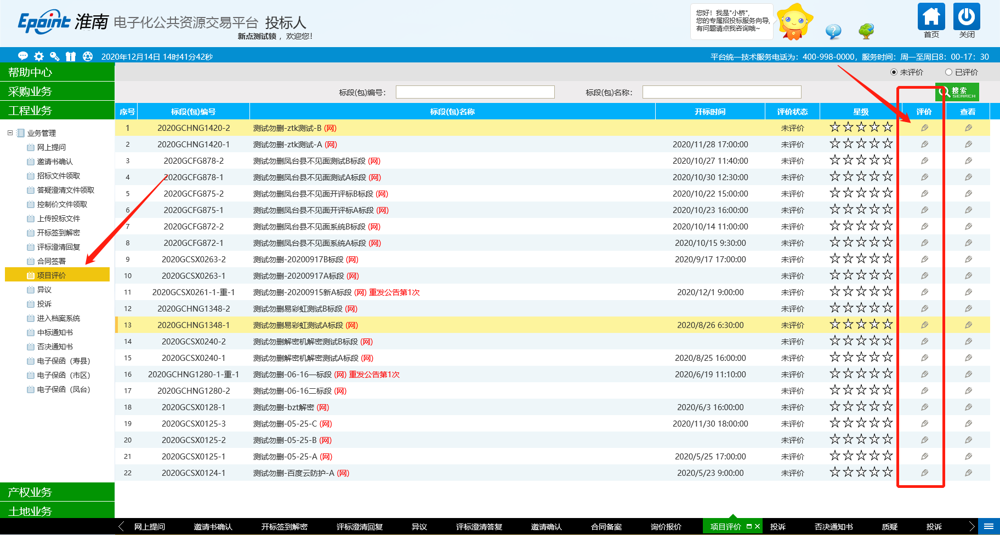 Epoint 淮南 电子化公共资源交易平台 投标人
新点测试锁 ，欢迎您！
您好！我是"小桥",
您的专属招投标服务向导,
有问题请点我咨询哦~
首页
关闭
2020年12月14日 14时41分42秒
平台统一技术服务电话为：400-998-0000，服务时间：周一至周日8：00-17：30
帮助中心
采购业务
工程业务
业务管理
网上提问
邀请书确认
招标文件领取
答疑澄清文件领取
控制价文件领取
上传投标文件
开标签到解密
评标澄清回复
合同签署
项目评价
异议
投诉
进入档案系统
中标通知书
否决通知书
电子保函（寿县）
电子保函（市区）
电子保函（凤台）
产权业务
土地业务
未评价 已评价
标段(包)编号： 标段(包)名称： 搜索 SEARCH
序号 标段(包)编号 标段(包)名称 开标时间 评价状态 星级 评价 查看
1 2020GCHNG1420-2 测试勿删-ztk测试-B (网) 未评价 ☆☆☆☆☆
2 2020GCHNG1420-1 测试勿删-ztk测试-A (网) 2020/11/28 17:00:00 未评价 ☆☆☆☆☆
3 2020GCFG878-2 测试勿删凤台县不见面测试B标段 (网) 2020/10/27 11:40:00 未评价 ☆☆☆☆☆
4 2020GCFG878-1 测试勿删凤台县不见面测试A标段 (网) 2020/10/30 12:30:00 未评价 ☆☆☆☆☆
5 2020GCFG875-2 测试勿删凤台县不见面开评标B标段 (网) 2020/10/22 15:00:00 未评价 ☆☆☆☆☆
6 2020GCFG875-1 测试勿删凤台县不见面开评标A标段 (网) 2020/10/23 16:00:00 未评价 ☆☆☆☆☆
7 2020GCFG872-2 测试勿删凤台县不见面系统B标段 (网) 2020/10/14 11:00:00 未评价 ☆☆☆☆☆
8 2020GCFG872-1 测试勿删凤台县不见面系统A标段 (网) 2020/10/15 9:30:00 未评价 ☆☆☆☆☆
9 2020GCSX0263-2 测试勿删-20200917B标段 (网) 2020/9/17 17:00:00 未评价 ☆☆☆☆☆
10 2020GCSX0263-1 测试勿删-20200917A标段 (网) 未评价 ☆☆☆☆☆
11 2020GCSX0261-1-重-1 测试勿删-20200915新A标段 (网) 重发公告第1次 2020/12/1 9:00:00 未评价 ☆☆☆☆☆
12 2020GCHNG1348-2 测试勿删易彩虹测试B标段 (网) 未评价 ☆☆☆☆☆
13 2020GCHNG1348-1 测试勿删易彩虹测试A标段 (网) 2020/8/26 6:30:00 未评价 ☆☆☆☆☆
14 2020GCSX0240-2 测试勿删解密机解密测试B标段 (网) 未评价 ☆☆☆☆☆
15 2020GCSX0240-1 测试勿删解密机解密测试A标段 (网) 2020/8/25 16:00:00 未评价 ☆☆☆☆☆
16 2020GCHNG1280-1-重-1 测试勿删-06-16一标段 (网) 重发公告第1次 2020/6/19 11:10:00 未评价 ☆☆☆☆☆
17 2020GCHNG1280-2 测试勿删-06-16二标段 (网) 未评价 ☆☆☆☆☆
18 2020GCSX0128-1 测试勿删-bzt解密 (网) 2020/6/3 16:00:00 未评价 ☆☆☆☆☆
19 2020GCSX0125-3 测试勿删-05-25-C (网) 2020/11/30 18:00:00 未评价 ☆☆☆☆☆
20 2020GCSX0125-2 测试勿删-05-25-B (网) 未评价 ☆☆☆☆☆
21 2020GCSX0125-1 测试勿删-05-25-A (网) 2020/5/25 17:00:00 未评价 ☆☆☆☆☆
22 2020GCSX0124-1 测试勿删-百度云防护-A (网) 2020/5/23 9:00:00 未评价 ☆☆☆☆☆
网上提问 邀请书确认 开标签到解密 评标澄清回复 异议 评标澄清答复 邀请确认 合同备案 询价报价 项目评价 投诉 否决通知书 质疑 投诉